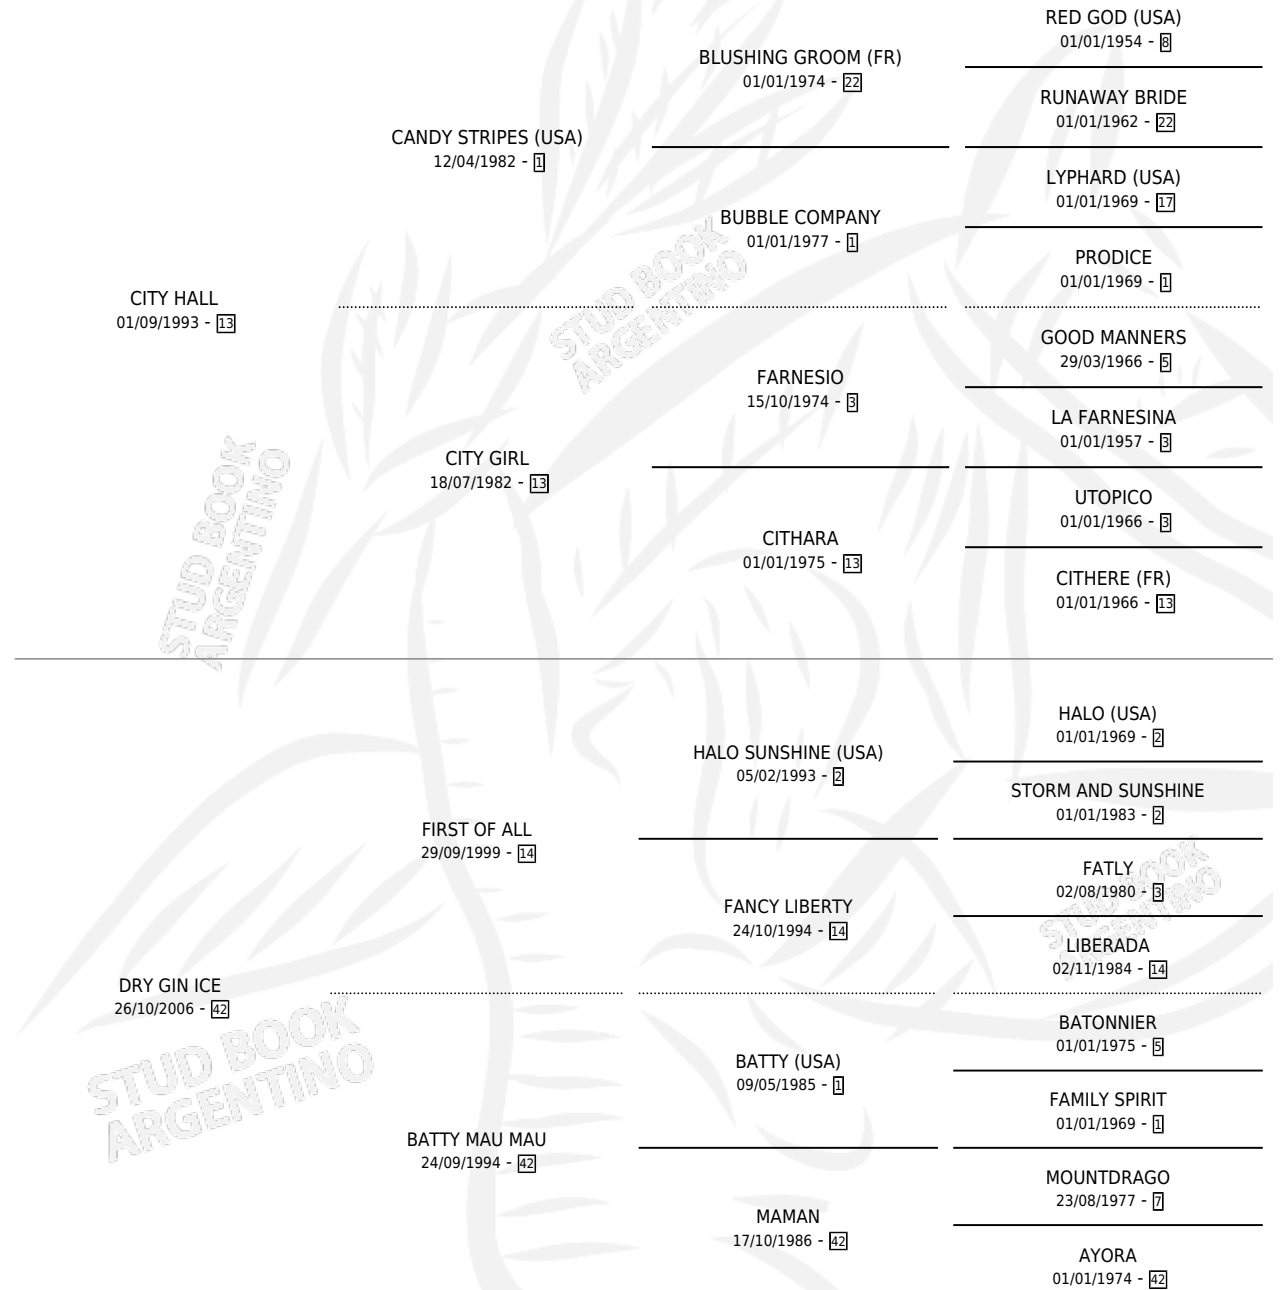 RED GOD (USA)
01/01/1954 - 8
BLUSHING GROOM (FR)
01/01/1974 - 22
RUNAWAY BRIDE
01/01/1962 - 22
CANDY STRIPES (USA)
12/04/1982 - 1
LYPHARD (USA)
01/01/1969 - 17
BUBBLE COMPANY
01/01/1977 - 1
PRODICE
01/01/1969 - 1
CITY HALL
01/09/1993 - 13
GOOD MANNERS
29/03/1966 - 5
FARNESIO
15/10/1974 - 3
LA FARNESINA
01/01/1957 - 3
CITY GIRL
18/07/1982 - 13
UTOPICO
01/01/1966 - 3
CITHARA
01/01/1975 - 13
CITHERE (FR)
01/01/1966 - 13
HALO (USA)
01/01/1969 - 2
HALO SUNSHINE (USA)
05/02/1993 - 2
STORM AND SUNSHINE
01/01/1983 - 2
FIRST OF ALL
29/09/1999 - 14
FATLY
02/08/1980 - 3
FANCY LIBERTY
24/10/1994 - 14
LIBERADA
02/11/1984 - 14
DRY GIN ICE
26/10/2006 - 42
BATONNIER
01/01/1975 - 5
BATTY (USA)
09/05/1985 - 1
FAMILY SPIRIT
01/01/1969 - 1
BATTY MAU MAU
24/09/1994 - 42
MOUNTDRAGO
23/08/1977 - 7
MAMAN
17/10/1986 - 42
AYORA
01/01/1974 - 42
STUD BOOK
ARGENTINO
STUD BOOK
ARGENTINO
STUD BOOK
ARGENTINO
STUD BOOK
ARGENTINO